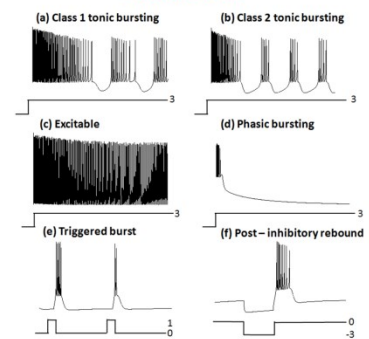 (a) Class 1 tonic bursting
(b) Class 2 tonic bursting
3
3
(c) Excitable
(d) Phasic bursting
3
3
(e) Triggered burst
(f) Post – inhibitory rebound
1
0
0
-3